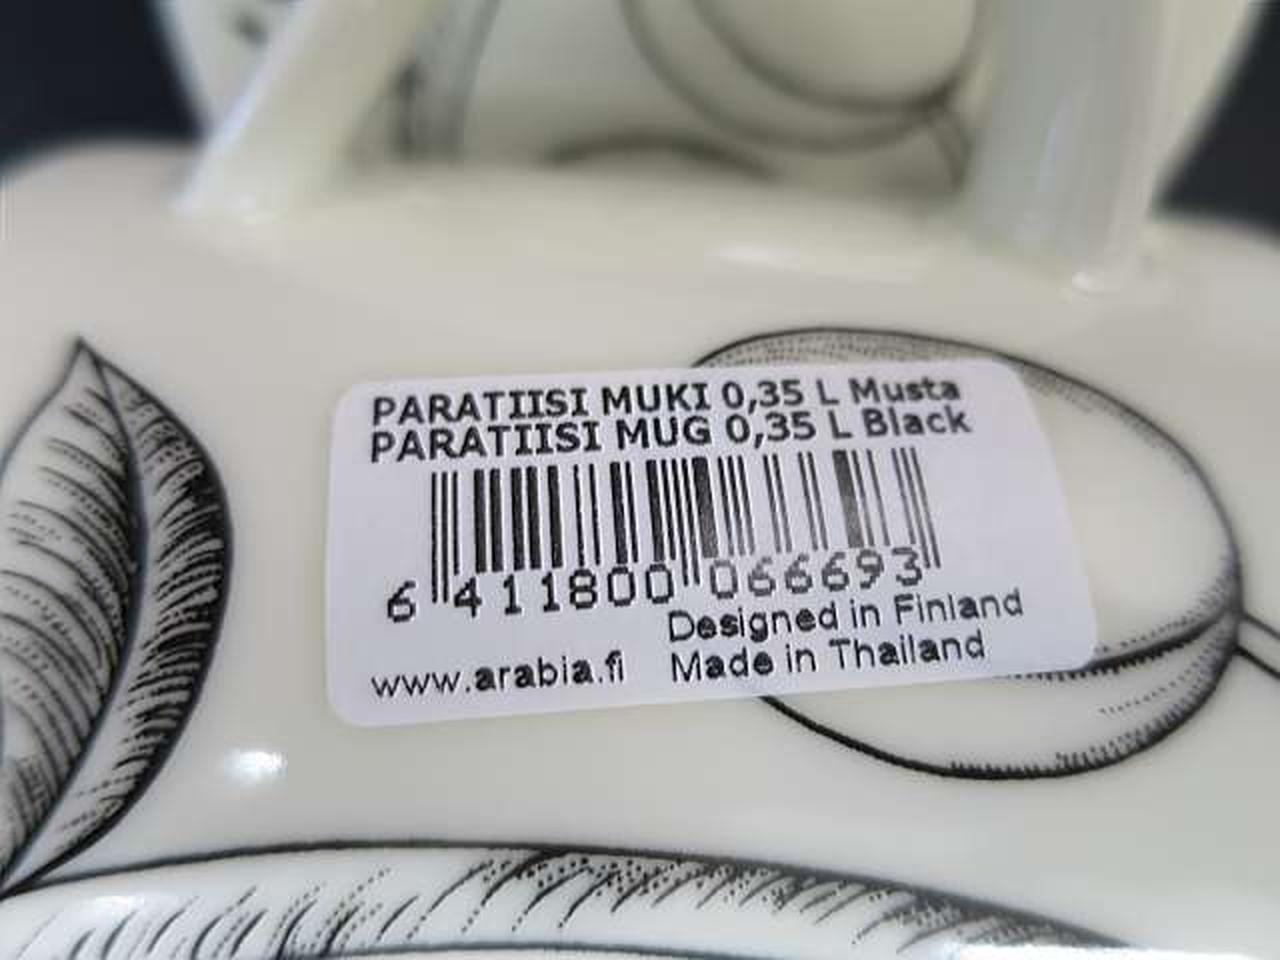 PARATIISI MUKI 0,35 L Musta
PARATIISI MUG 0,35 L Black
6 411800 066693
Designed in Finland
www.arabia.fi Made in Thailand